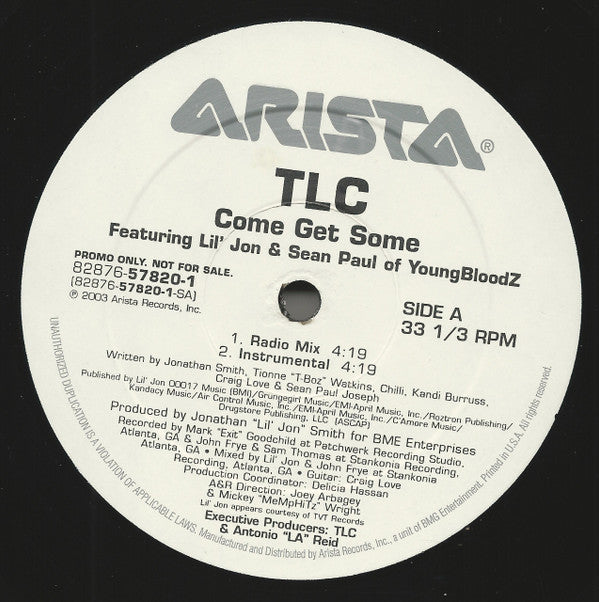 ARISTA®
TLC
Come Get Some
Featuring Lil' Jon & Sean Paul of YoungBloodZ
PROMO ONLY. NOT FOR SALE.
82876-57820-1
(82876-57820-1-SA)
℗ 2003 Arista Records, Inc.
SIDE A
33 1/3 RPM
1. Radio Mix 4:19
2. Instrumental 4:19
Written by Jonathan Smith, Tionne "T-Boz" Watkins, Chilli, Kandi Burruss,
Craig Love & Sean Paul Joseph
Published by Lil' Jon 00017 Music (BMI)/Grungegirl Music/EMI-April Music, Inc./Roztron Publishing/
Kandacy Music/Air Control Music, Inc./EMI-April Music, Inc./C'Amore Music/
Drugstore Publishing, LLC (ASCAP)
Produced by Jonathan "Lil' Jon" Smith for BME Enterprises
Recorded by Mark "Exit" Goodchild at Patchwerk Recording Studio,
Atlanta, GA & John Frye & Sam Thomas at Stankonia Recording,
Atlanta, GA • Mixed by Lil' Jon & John Frye at Stankonia
Recording, Atlanta, GA • Guitar: Craig Love
Production Coordinator: Delicia Hassan
A&R Direction: Joey Arbagey
& Mickey "MeMpHiTz" Wright
Lil' Jon appears courtesy of TVT Records
Executive Producers: TLC
& Antonio "LA" Reid
UNAUTHORIZED DUPLICATION IS A VIOLATION OF APPLICABLE LAWS. Manufactured and Distributed by Arista Records, Inc., a unit of BMG Entertainment. Printed in U.S.A. All rights reserved.